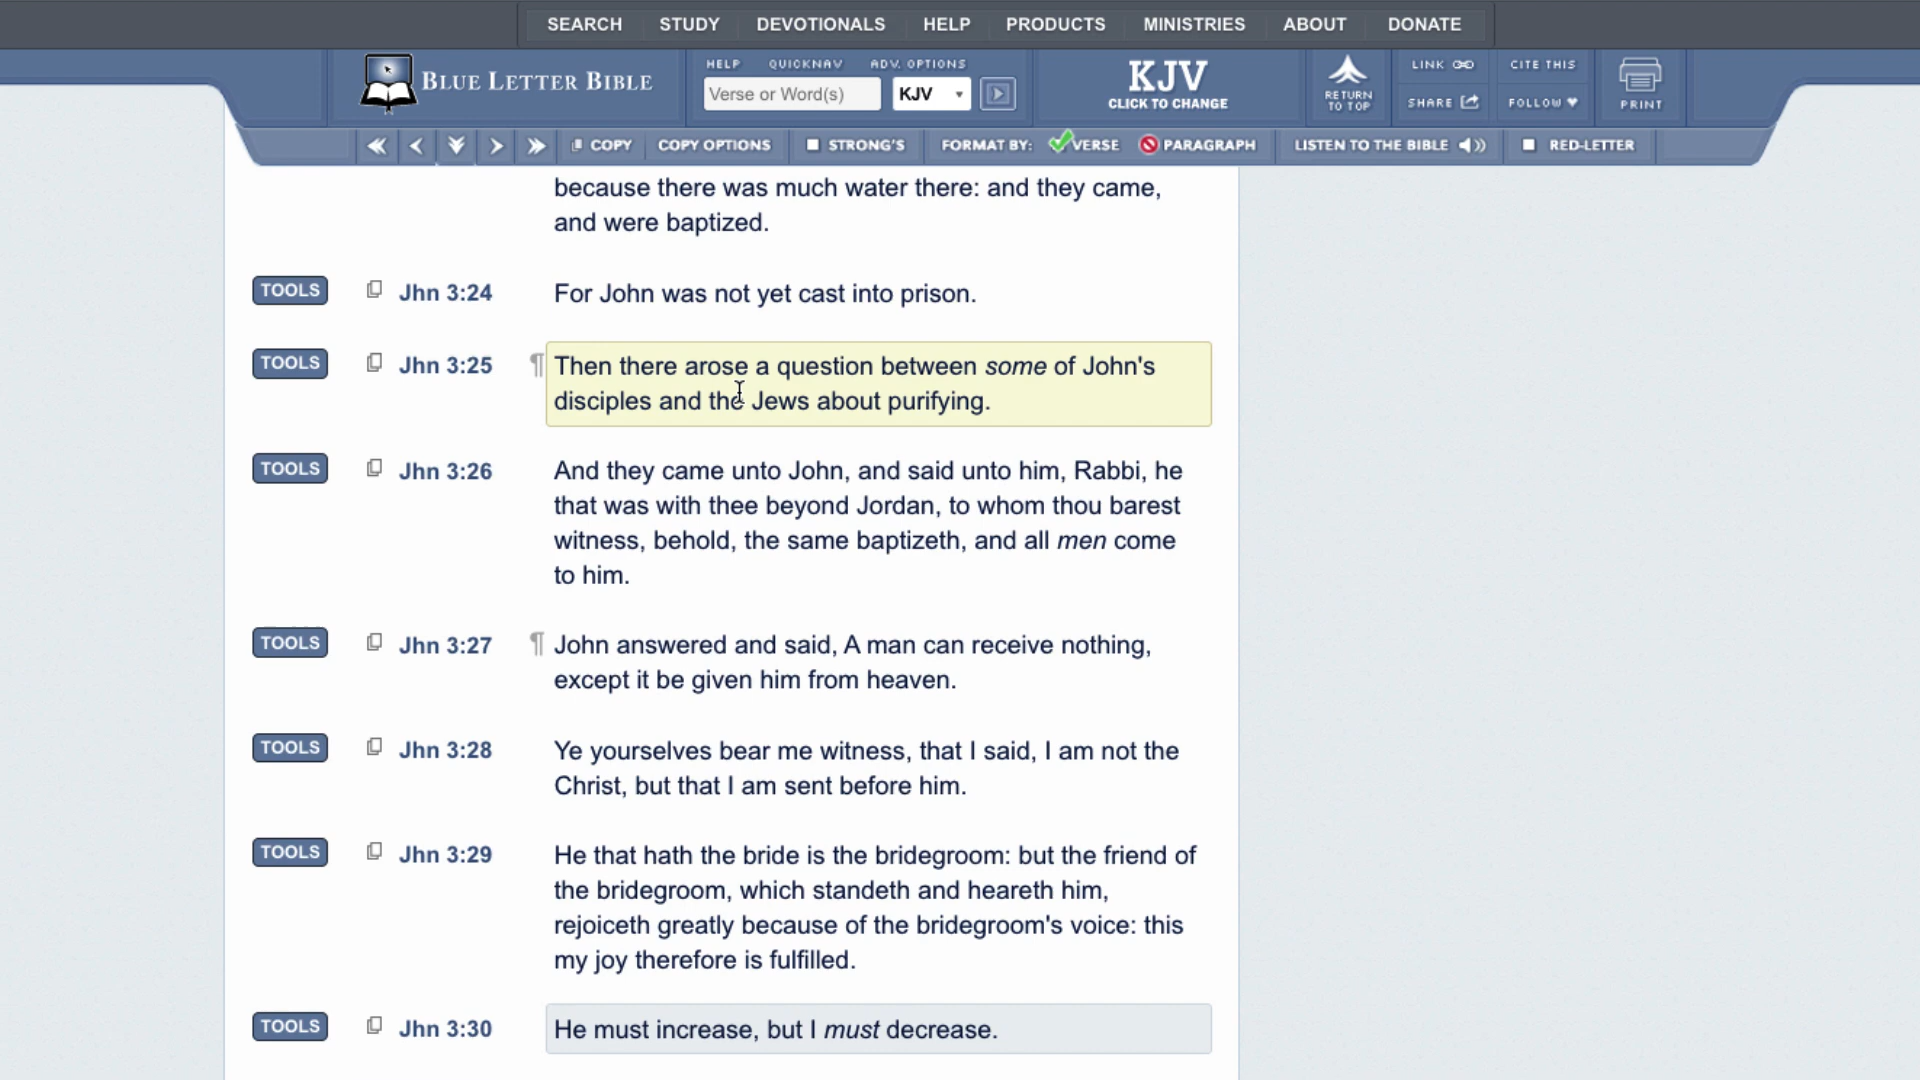 SEARCH STUDY DEVOTIONALS HELP PRODUCTS MINISTRIES ABOUT DONATE
BLUE LETTER BIBLE
HELP QUICKNAV ADV. OPTIONS
Verse or Word(s) KJV
KJV
CLICK TO CHANGE
RETURN
TO TOP
LINK CITE THIS
SHARE FOLLOW
PRINT
COPY COPY OPTIONS STRONG'S FORMAT BY: VERSE PARAGRAPH LISTEN TO THE BIBLE RED-LETTER
because there was much water there: and they came,
and were baptized.
TOOLS Jhn 3:24 For John was not yet cast into prison.
TOOLS Jhn 3:25 ¶ Then there arose a question between some of John's
disciples and the Jews about purifying.
TOOLS Jhn 3:26 And they came unto John, and said unto him, Rabbi, he
that was with thee beyond Jordan, to whom thou barest
witness, behold, the same baptizeth, and all men come
to him.
TOOLS Jhn 3:27 ¶ John answered and said, A man can receive nothing,
except it be given him from heaven.
TOOLS Jhn 3:28 Ye yourselves bear me witness, that I said, I am not the
Christ, but that I am sent before him.
TOOLS Jhn 3:29 He that hath the bride is the bridegroom: but the friend of
the bridegroom, which standeth and heareth him,
rejoiceth greatly because of the bridegroom's voice: this
my joy therefore is fulfilled.
TOOLS Jhn 3:30 He must increase, but I must decrease.